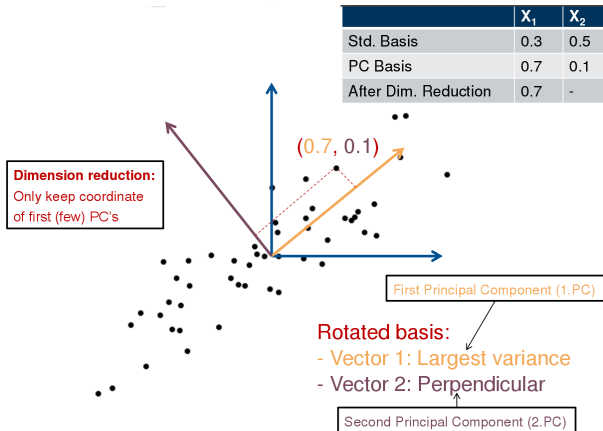 X₁ X₂
Std. Basis 0.3 0.5
PC Basis 0.7 0.1
After Dim. Reduction 0.7 -
(0.7, 0.1)
Dimension reduction:
Only keep coordinate
of first (few) PC's
First Principal Component (1.PC)
Rotated basis:
- Vector 1: Largest variance
- Vector 2: Perpendicular
Second Principal Component (2.PC)